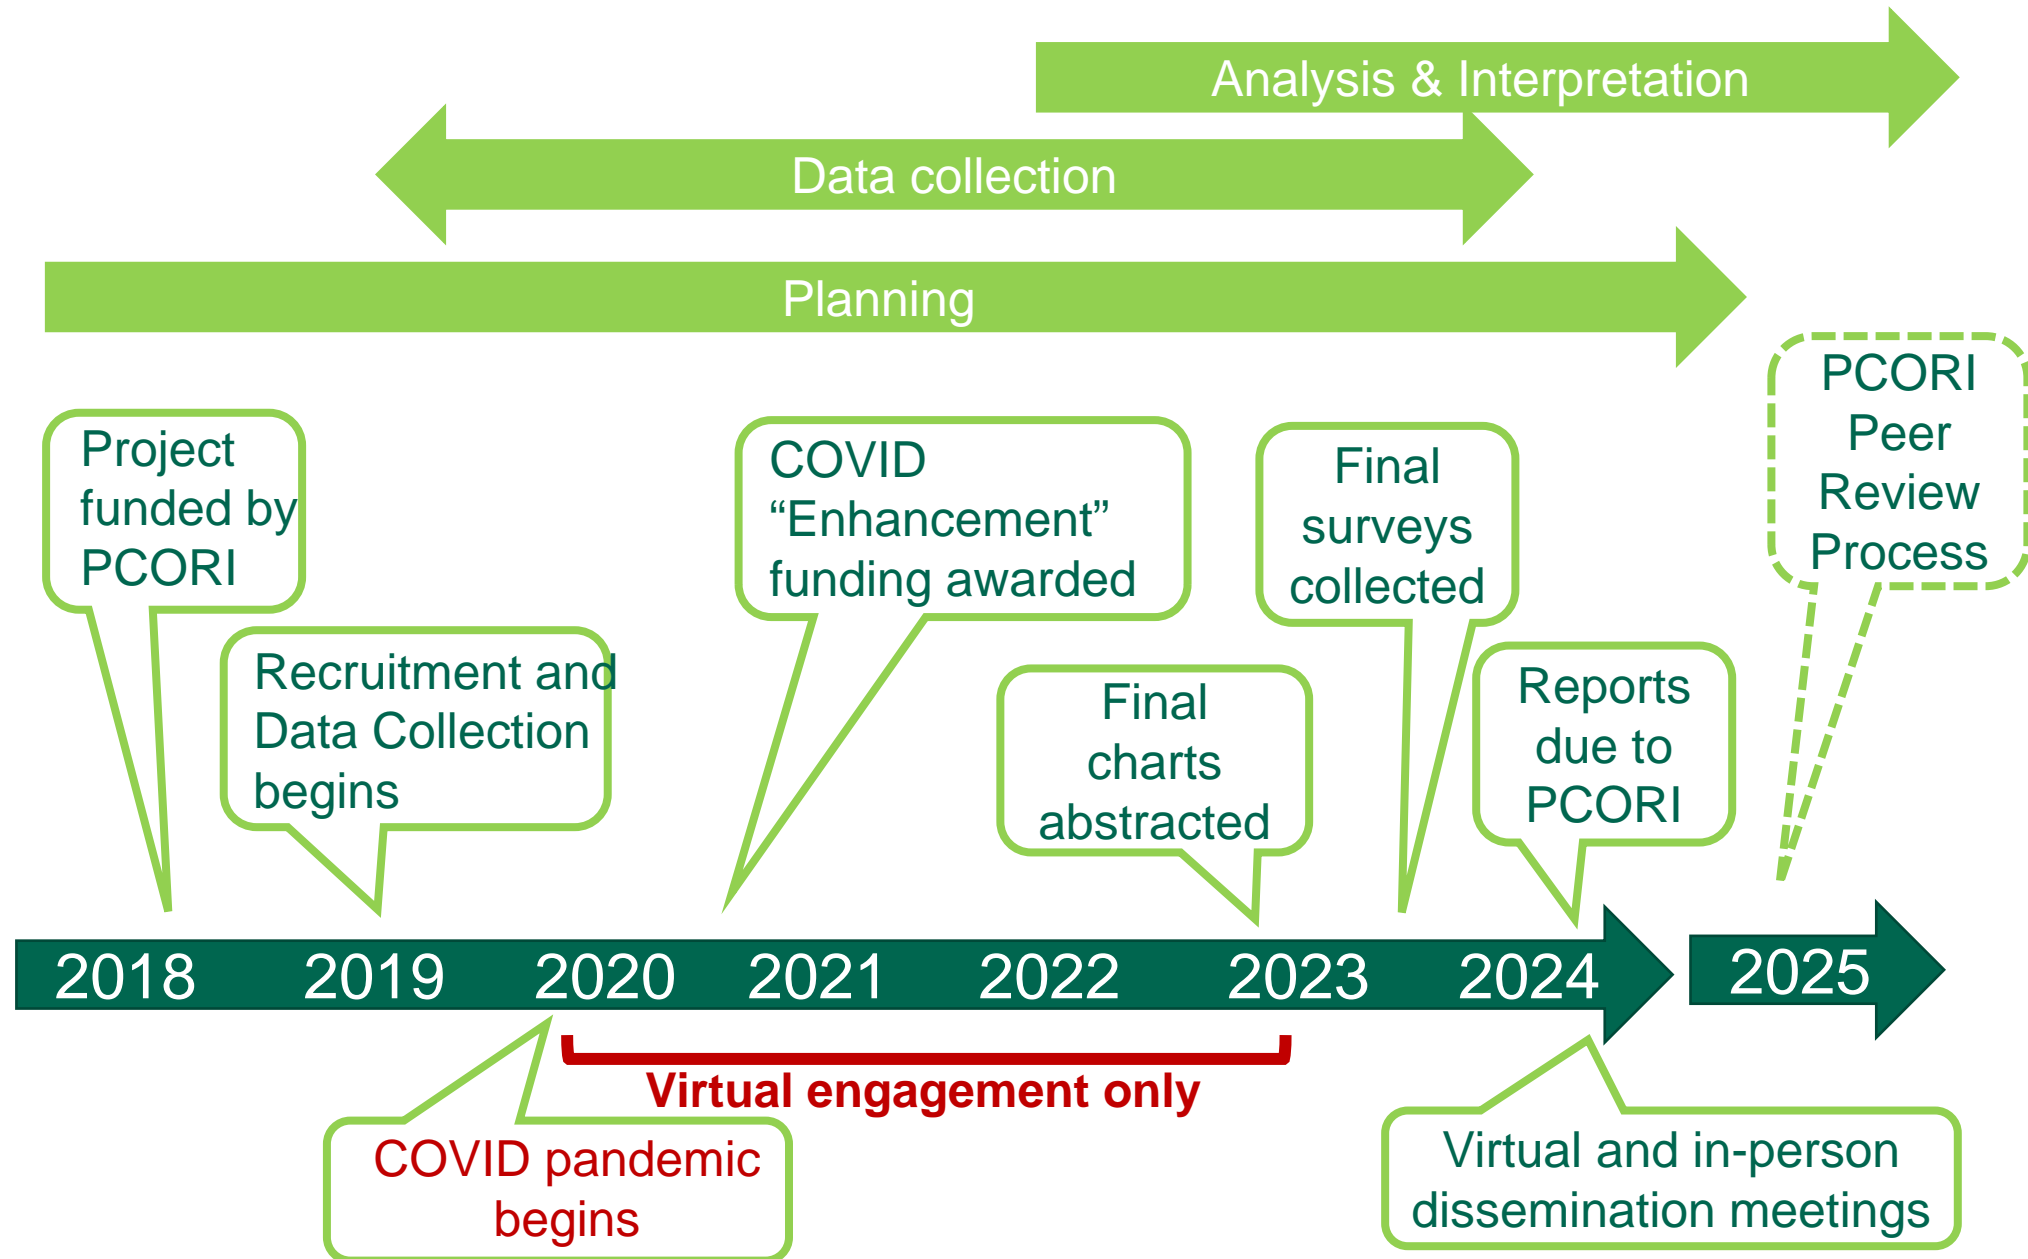 Analysis & Interpretation
Data collection
Planning
Project
funded by
PCORI
Recruitment and
Data Collection
begins
COVID
“Enhancement”
funding awarded
Final
charts
abstracted
Final
surveys
collected
Reports
due to
PCORI
PCORI
Peer
Review
Process
2018 2019 2020 2021 2022 2023 2024 2025
Virtual engagement only
COVID pandemic
begins
Virtual and in-person
dissemination meetings